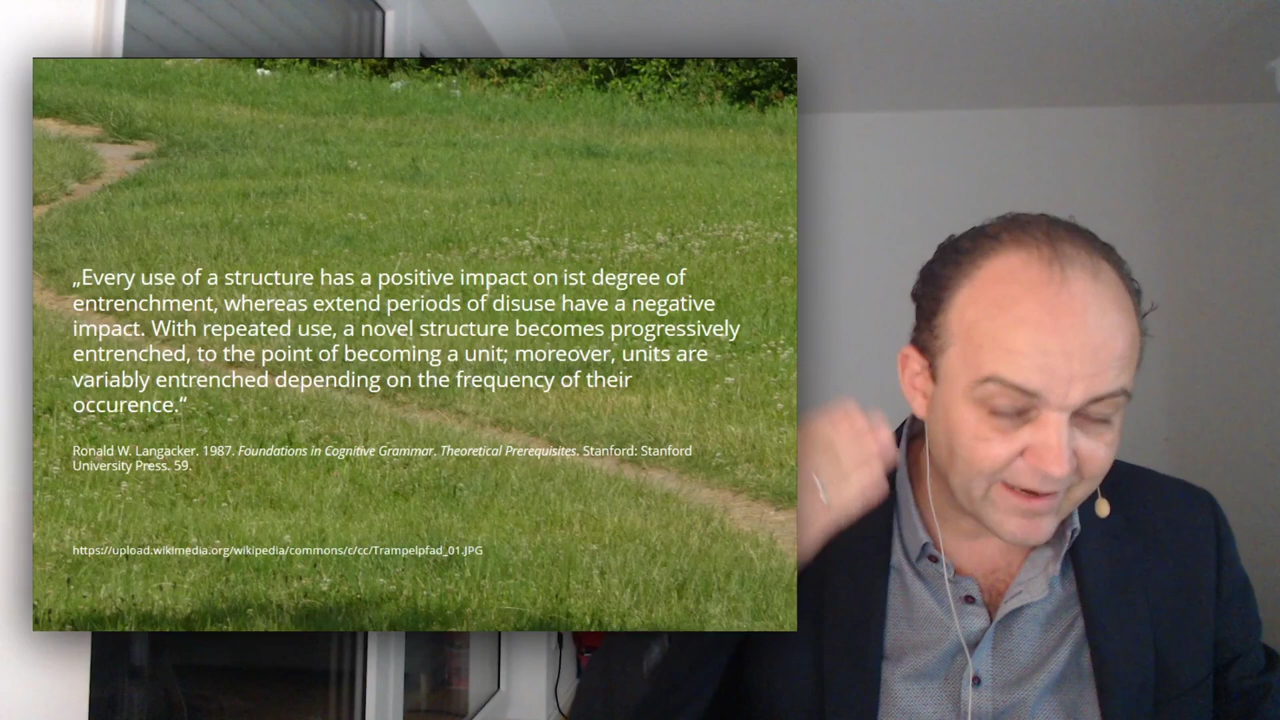 „Every use of a structure has a positive impact on ist degree of
entrenchment, whereas extend periods of disuse have a negative
impact. With repeated use, a novel structure becomes progressively
entrenched, to the point of becoming a unit; moreover, units are
variably entrenched depending on the frequency of their
occurence.“
Ronald W. Langacker. 1987. Foundations in Cognitive Grammar. Theoretical Prerequisites. Stanford: Stanford
University Press. 59.
https://upload.wikimedia.org/wikipedia/commons/c/cc/Trampelpfad_01.JPG